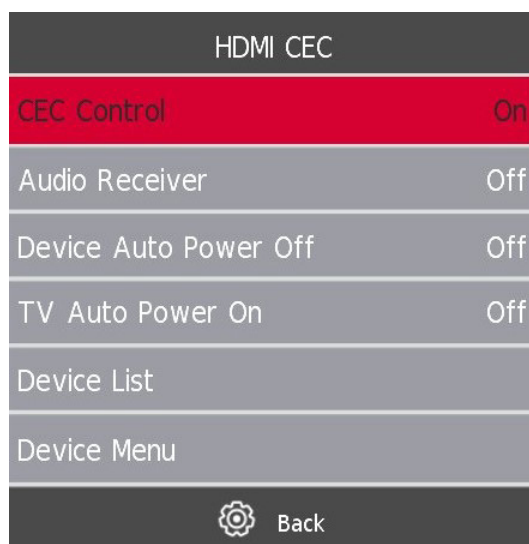 HDMI CEC
CEC Control On
Audio Receiver Off
Device Auto Power Off Off
TV Auto Power On Off
Device List
Device Menu
Back